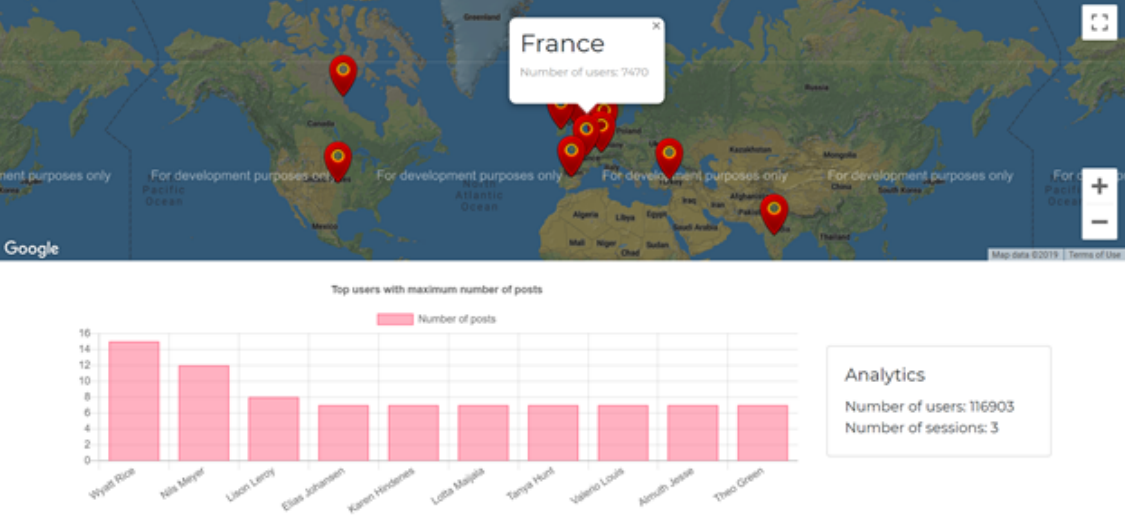 Greenland
×
France
Number of users: 7470
Russia
Canada
Poland
Kazakhstan
Mongolia
ment purposes only
For development purposes only
For development purposes only
For development purposes only
For development purposes only
Pacific
Ocean
North
Atlantic
Ocean
Turkey
China
South Korea
Iraq
Iran
Afghanistan
Mexico
Algeria
Libya
Egypt
Saudi Arabia
Thailand
Mali
Niger
Chad
Sudan
+
−
Google
Map data ©2019
Terms of Use
Top users with maximum number of posts
Number of posts
16
14
12
10
8
6
4
2
0
Wyatt Rice
Nils Meyer
Lison Leroy
Elias Johansen
Karen Hindenes
Lotta Maijala
Tanya Hunt
Valerio Louis
Almuth Jesse
Theo Green
Analytics
Number of users: 116903
Number of sessions: 3